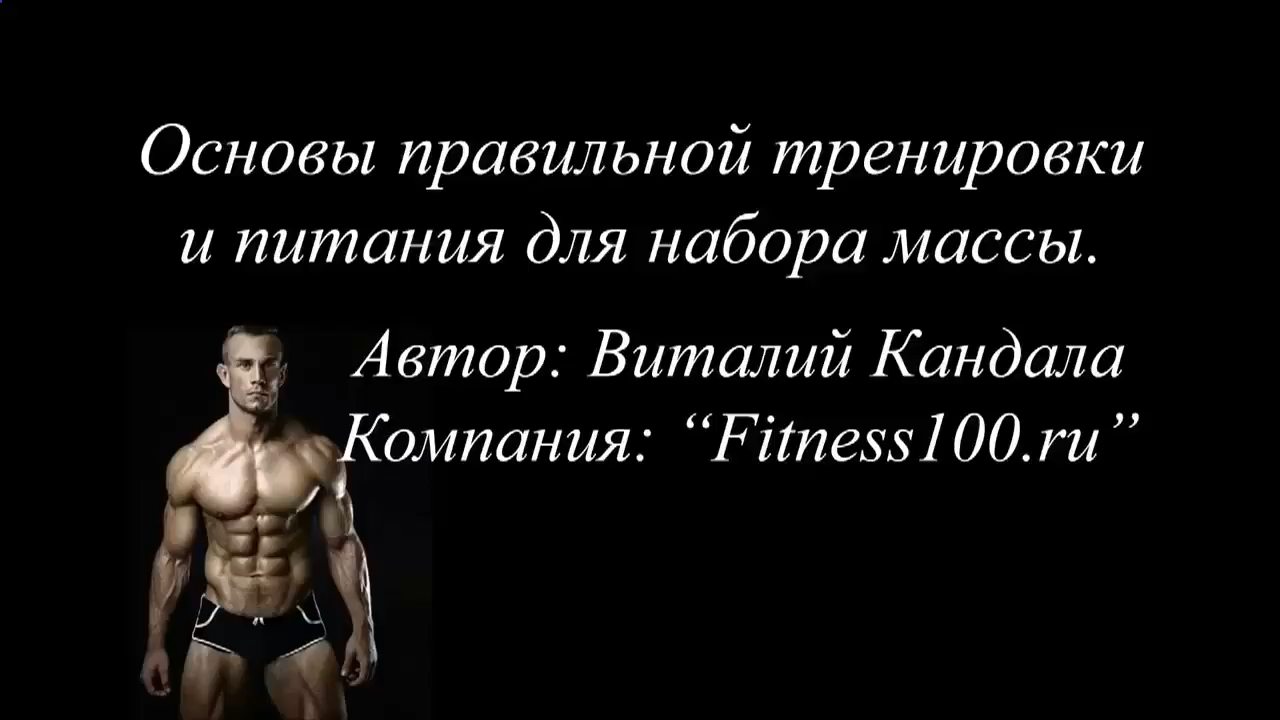 Основы правильной тренировки
и питания для набора массы.
Автор: Виталий Кандала
Компания: “Fitness100.ru”